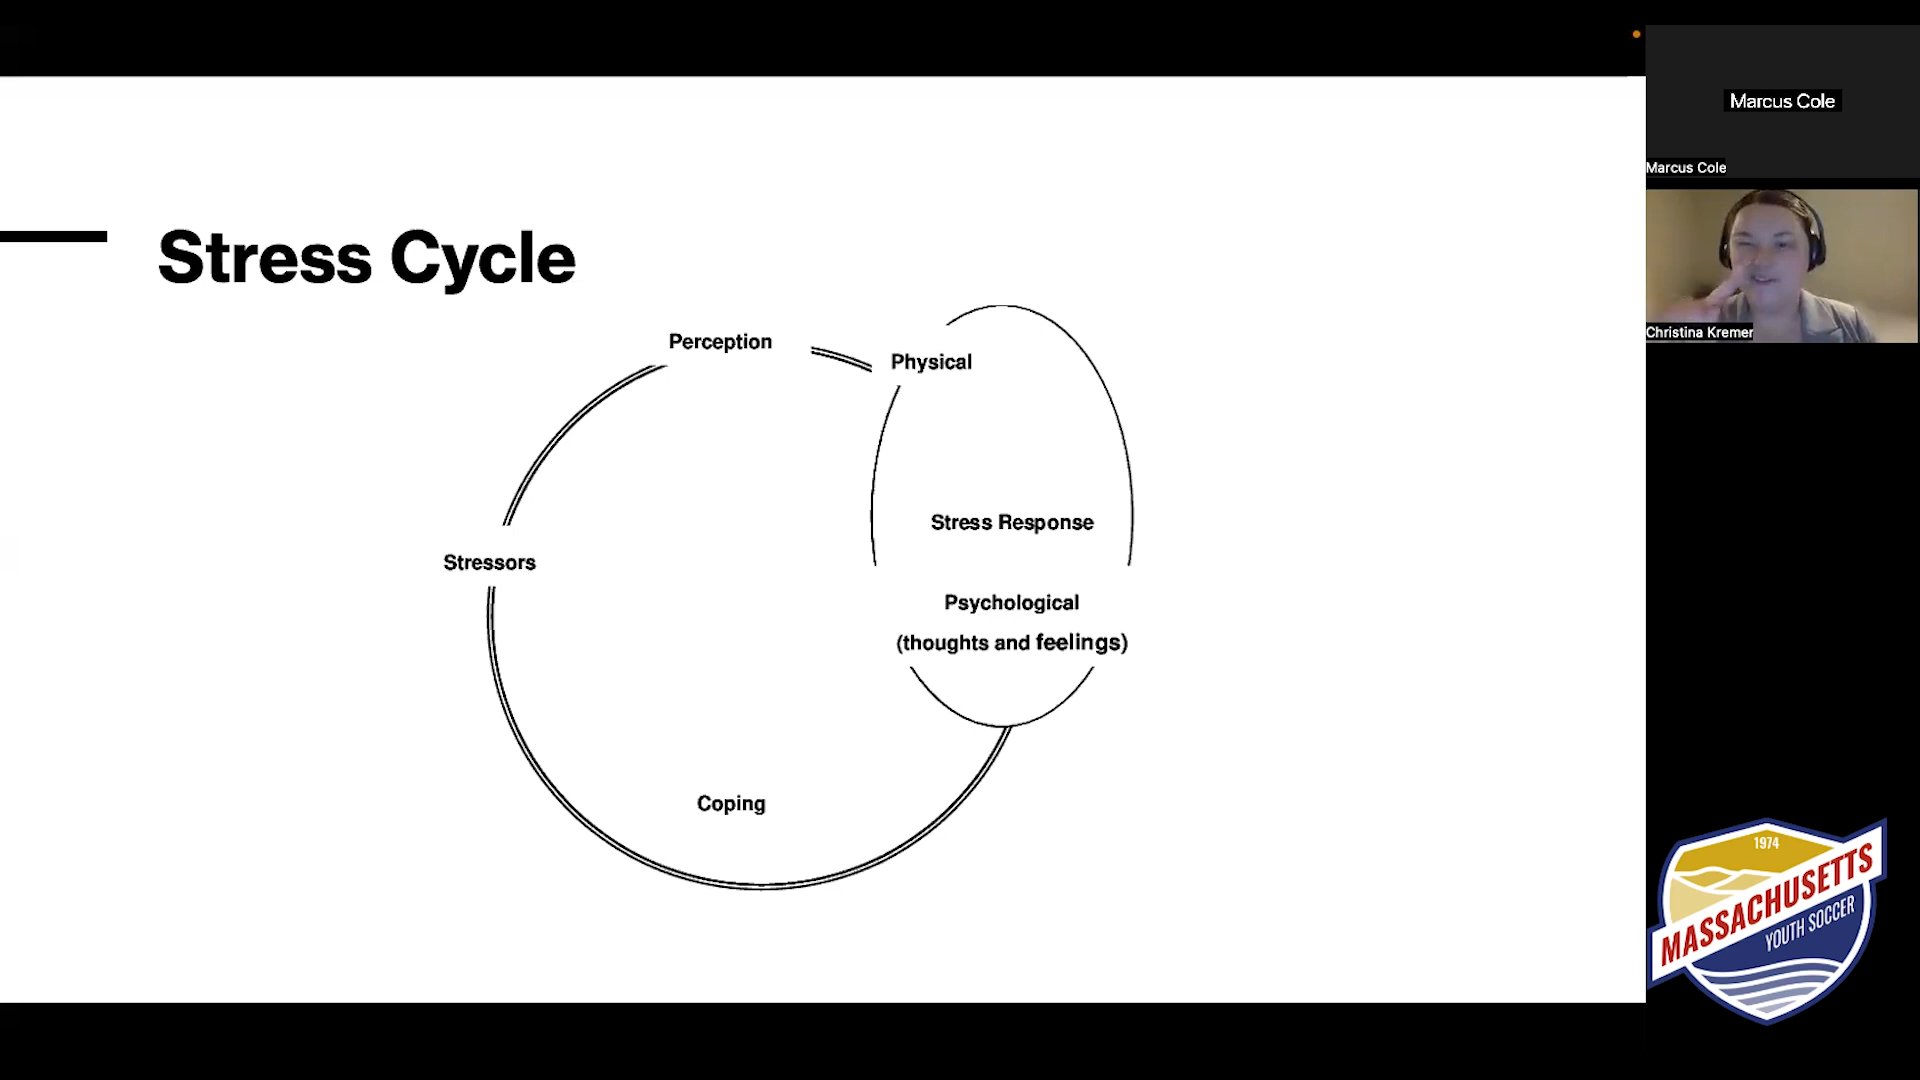 Stress Cycle
Perception
Physical
Stress Response
Stressors
Psychological
(thoughts and feelings)
Coping
Marcus Cole
Marcus Cole
Christina Kremer
1974
MASSACHUSETTS
YOUTH SOCCER